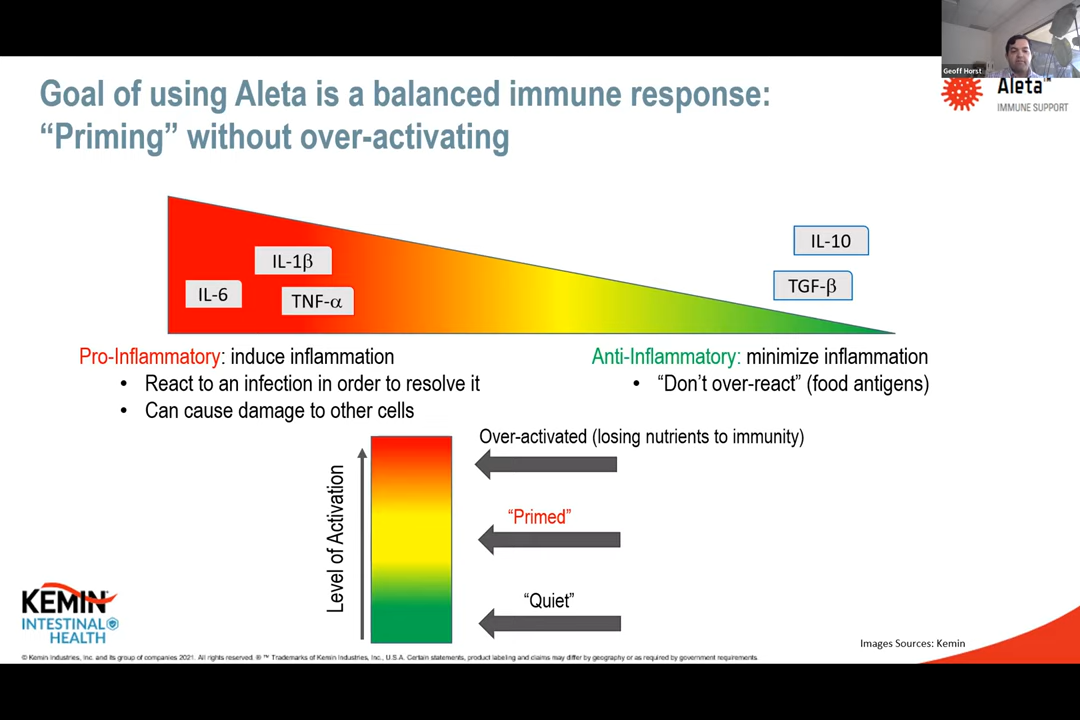 Geoff Horst
Goal of using Aleta is a balanced immune response:
“Priming” without over-activating
Aleta™
IMMUNE SUPPORT
IL-10
IL-1β
TGF-β
IL-6
TNF-α
Pro-Inflammatory: induce inflammation
• React to an infection in order to resolve it
• Can cause damage to other cells
Anti-Inflammatory: minimize inflammation
• “Don’t over-react” (food antigens)
Level of Activation
Over-activated (losing nutrients to immunity)
“Primed”
“Quiet”
KEMIN®
INTESTINAL
HEALTH
Images Sources: Kemin
© Kemin Industries, Inc. and its group of companies 2021. All rights reserved. ® ™ Trademarks of Kemin Industries, Inc., U.S.A. Certain statements, product labeling and claims may differ by geography or as required by government requirements.